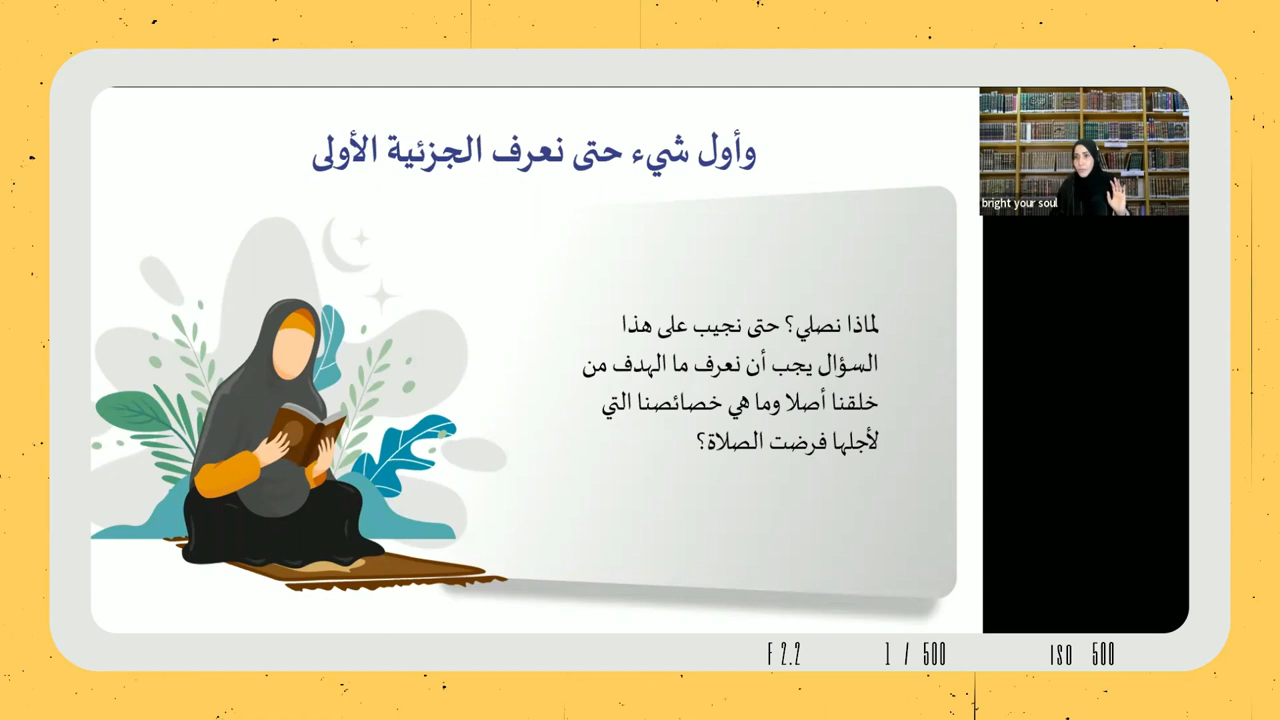 وأول شيء حتى نعرف الجزئية الأولى
لماذا نصلي؟ حتى نجيب على هذا
السؤال يجب أن نعرف ما الهدف من
خلقنا أصلا وما هي خصائصنا التي
لأجلها فرضت الصلاة؟
bright your soul
F 2.2 1 / 500 ISO 500